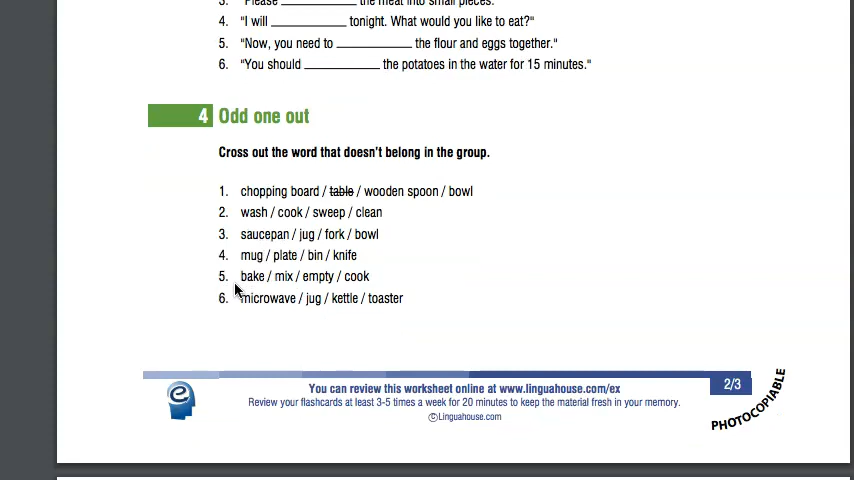 3. "Please __________ the meat into small pieces."
4. "I will __________ tonight. What would you like to eat?"
5. "Now, you need to __________ the flour and eggs together."
6. "You should __________ the potatoes in the water for 15 minutes."
4 Odd one out
Cross out the word that doesn't belong in the group.
1. chopping board / table / wooden spoon / bowl
2. wash / cook / sweep / clean
3. saucepan / jug / fork / bowl
4. mug / plate / bin / knife
5. bake / mix / empty / cook
6. microwave / jug / kettle / toaster
You can review this worksheet online at www.linguahouse.com/ex
Review your flashcards at least 3-5 times a week for 20 minutes to keep the material fresh in your memory.
©Linguahouse.com
2/3
PHOTOCOPIABLE